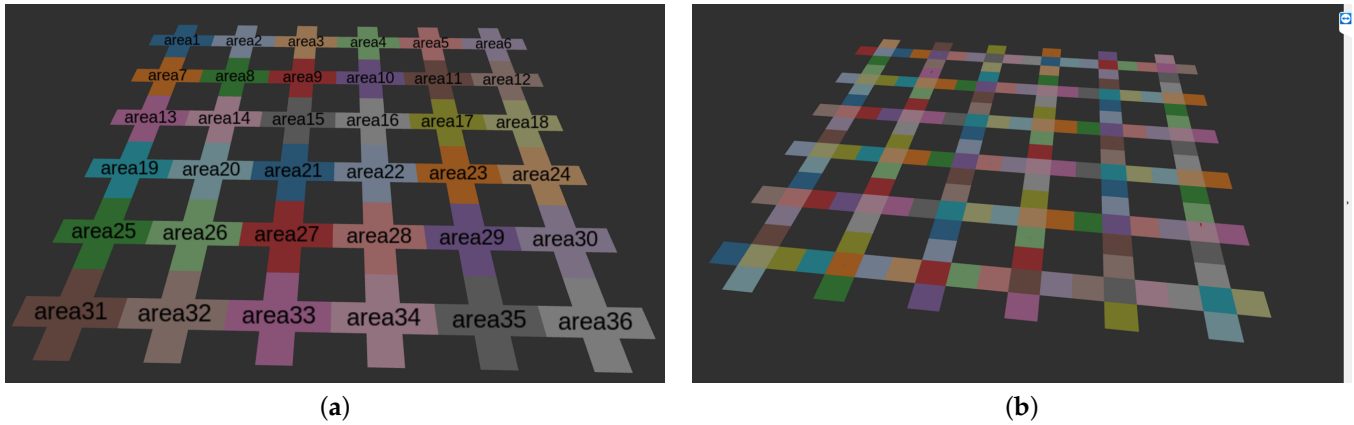 area1 area2 area3 area4 area5 area6
area7 area8 area9 area10 area11 area12
area13 area14 area15 area16 area17 area18
area19 area20 area21 area22 area23 area24
area25 area26 area27 area28 area29 area30
area31 area32 area33 area34 area35 area36
(a) (b)